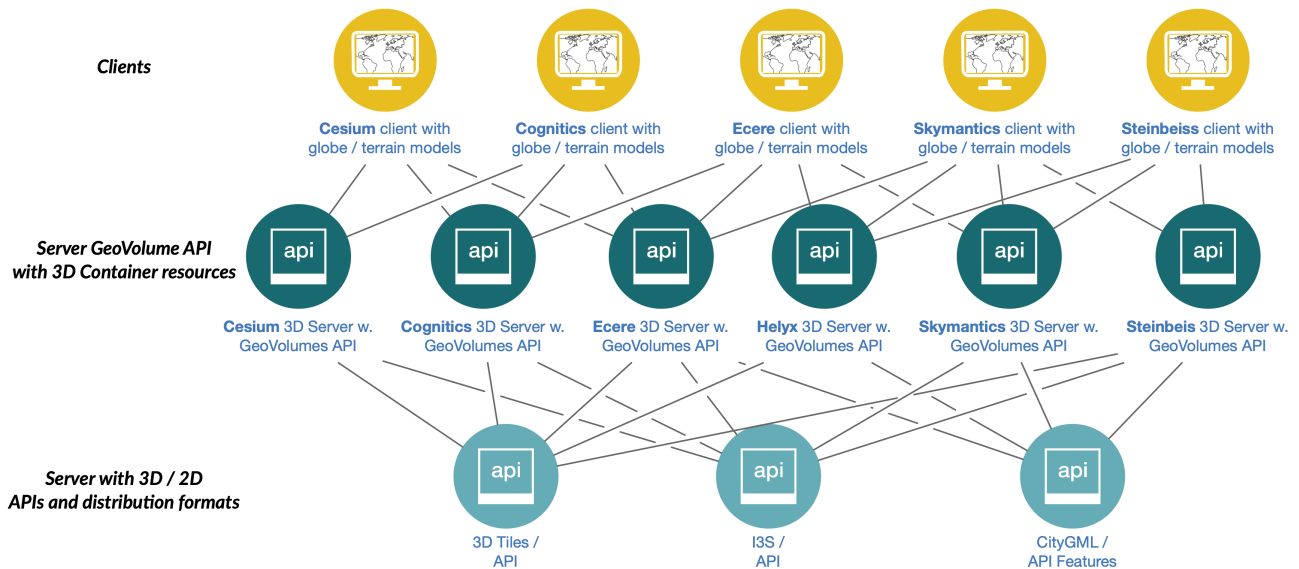 Clients
Cesium client with
globe / terrain models
Cognitics client with
globe / terrain models
Ecere client with
globe / terrain models
Skymantics client with
globe / terrain models
Steinbeiss client with
globe / terrain models
Server GeoVolume API
with 3D Container resources
api
api
api
api
api
api
Cesium 3D Server w.
GeoVolumes API
Cognitics 3D Server w.
GeoVolumes API
Ecere 3D Server w.
GeoVolumes API
Helyx 3D Server w.
GeoVolumes API
Skymantics 3D Server w.
GeoVolumes API
Steinbeis 3D Server w.
GeoVolumes API
Server with 3D / 2D
APIs and distribution formats
api
api
api
3D Tiles /
API
I3S /
API
CityGML /
API Features